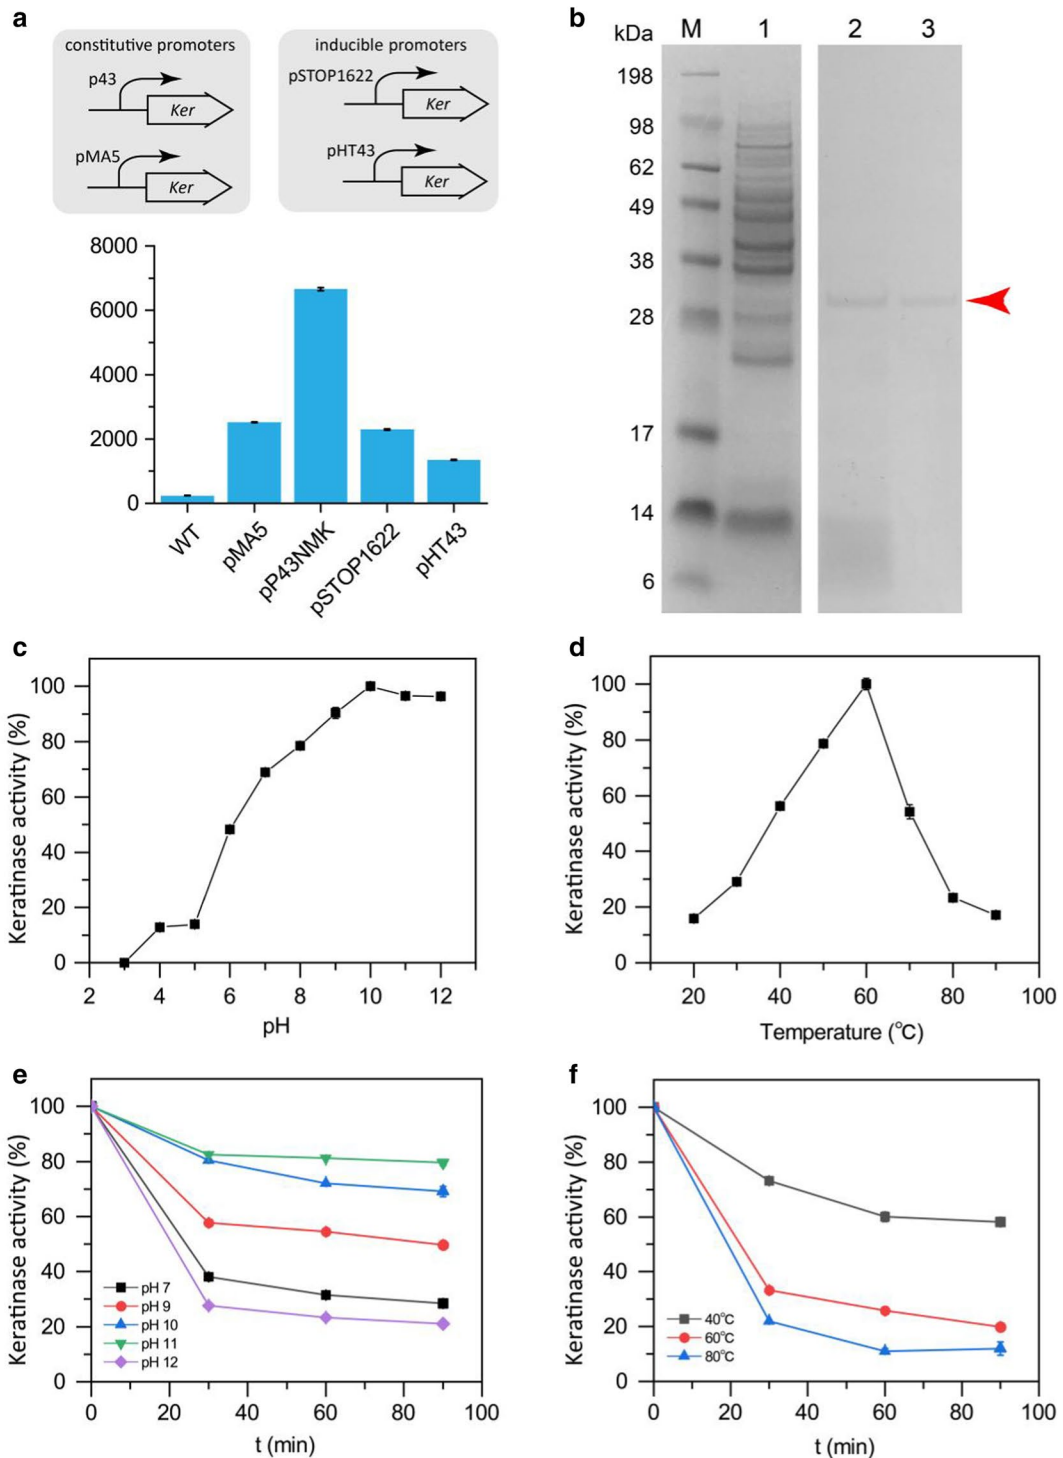 a
constitutive promoters
p43
Ker
pMA5
Ker
inducible promoters
pSTOP1622
Ker
pHT43
Ker
8000
6000
4000
2000
0
WT
pMA5
pP43NMK
pSTOP1622
pHT43
b
kDa M 1 2 3
198
98
62
49
38
28
17
14
6
c
Keratinase activity (%)
100
80
60
40
20
0
2 4 6 8 10 12
pH
d
Keratinase activity (%)
100
80
60
40
20
0
20 40 60 80 100
Temperature (℃)
e
Keratinase activity (%)
100
80
60
40
20
0
pH 7
pH 9
pH 10
pH 11
pH 12
0 20 40 60 80 100
t (min)
f
Keratinase activity (%)
100
80
60
40
20
0
40℃
60℃
80℃
0 20 40 60 80 100
t (min)